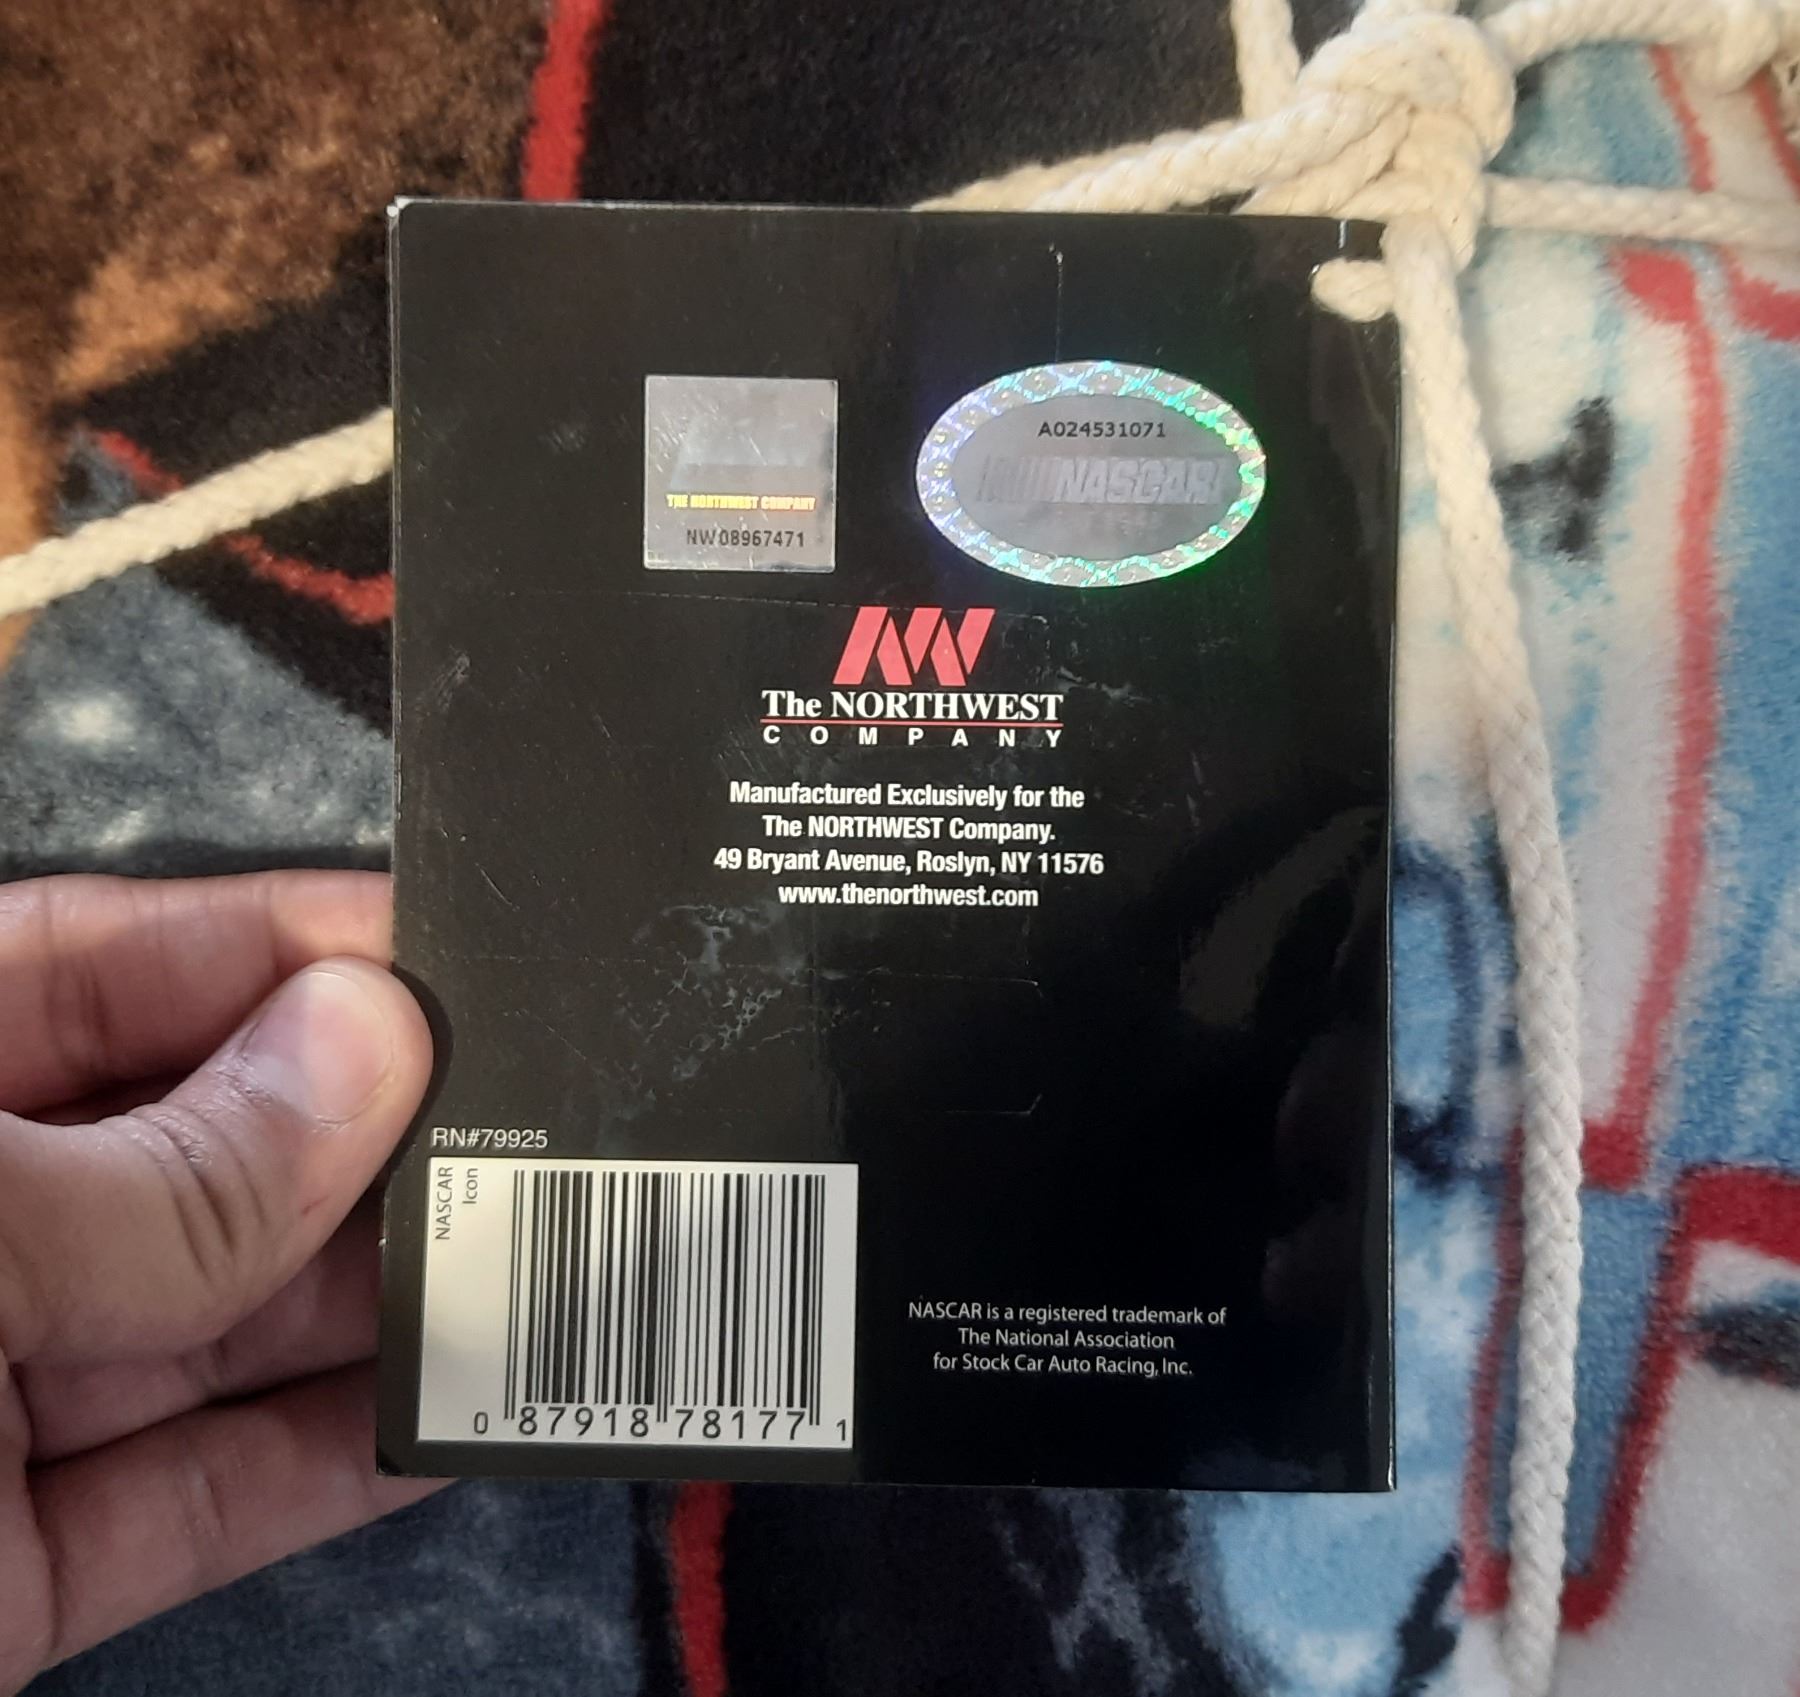 A024531071
NASCAR
THE NORTHWEST COMPANY
NW08967471
The NORTHWEST
COMPANY
Manufactured Exclusively for the
The NORTHWEST Company.
49 Bryant Avenue, Roslyn, NY 11576
www.thenorthwest.com
RN#79925
NASCAR
Icon
0 87918 78177 1
NASCAR is a registered trademark of
The National Association
for Stock Car Auto Racing, Inc.